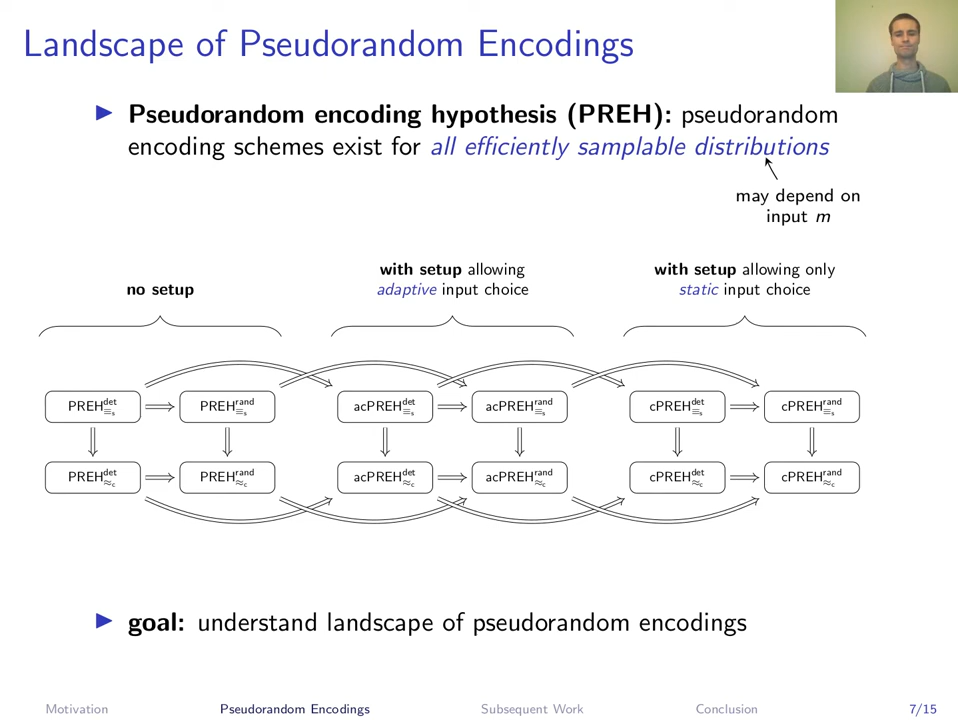 Landscape of Pseudorandom Encodings
Pseudorandom encoding hypothesis (PREH): pseudorandom
encoding schemes exist for all efficiently samplable distributions
may depend on
input m
no setup
with setup allowing
adaptive input choice
with setup allowing only
static input choice
PREH^det_≡s
PREH^rand_≡s
acPREH^det_≡s
acPREH^rand_≡s
cPREH^det_≡s
cPREH^rand_≡s
PREH^det_≈c
PREH^rand_≈c
acPREH^det_≈c
acPREH^rand_≈c
cPREH^det_≈c
cPREH^rand_≈c
goal: understand landscape of pseudorandom encodings
Motivation Pseudorandom Encodings Subsequent Work Conclusion 7/15